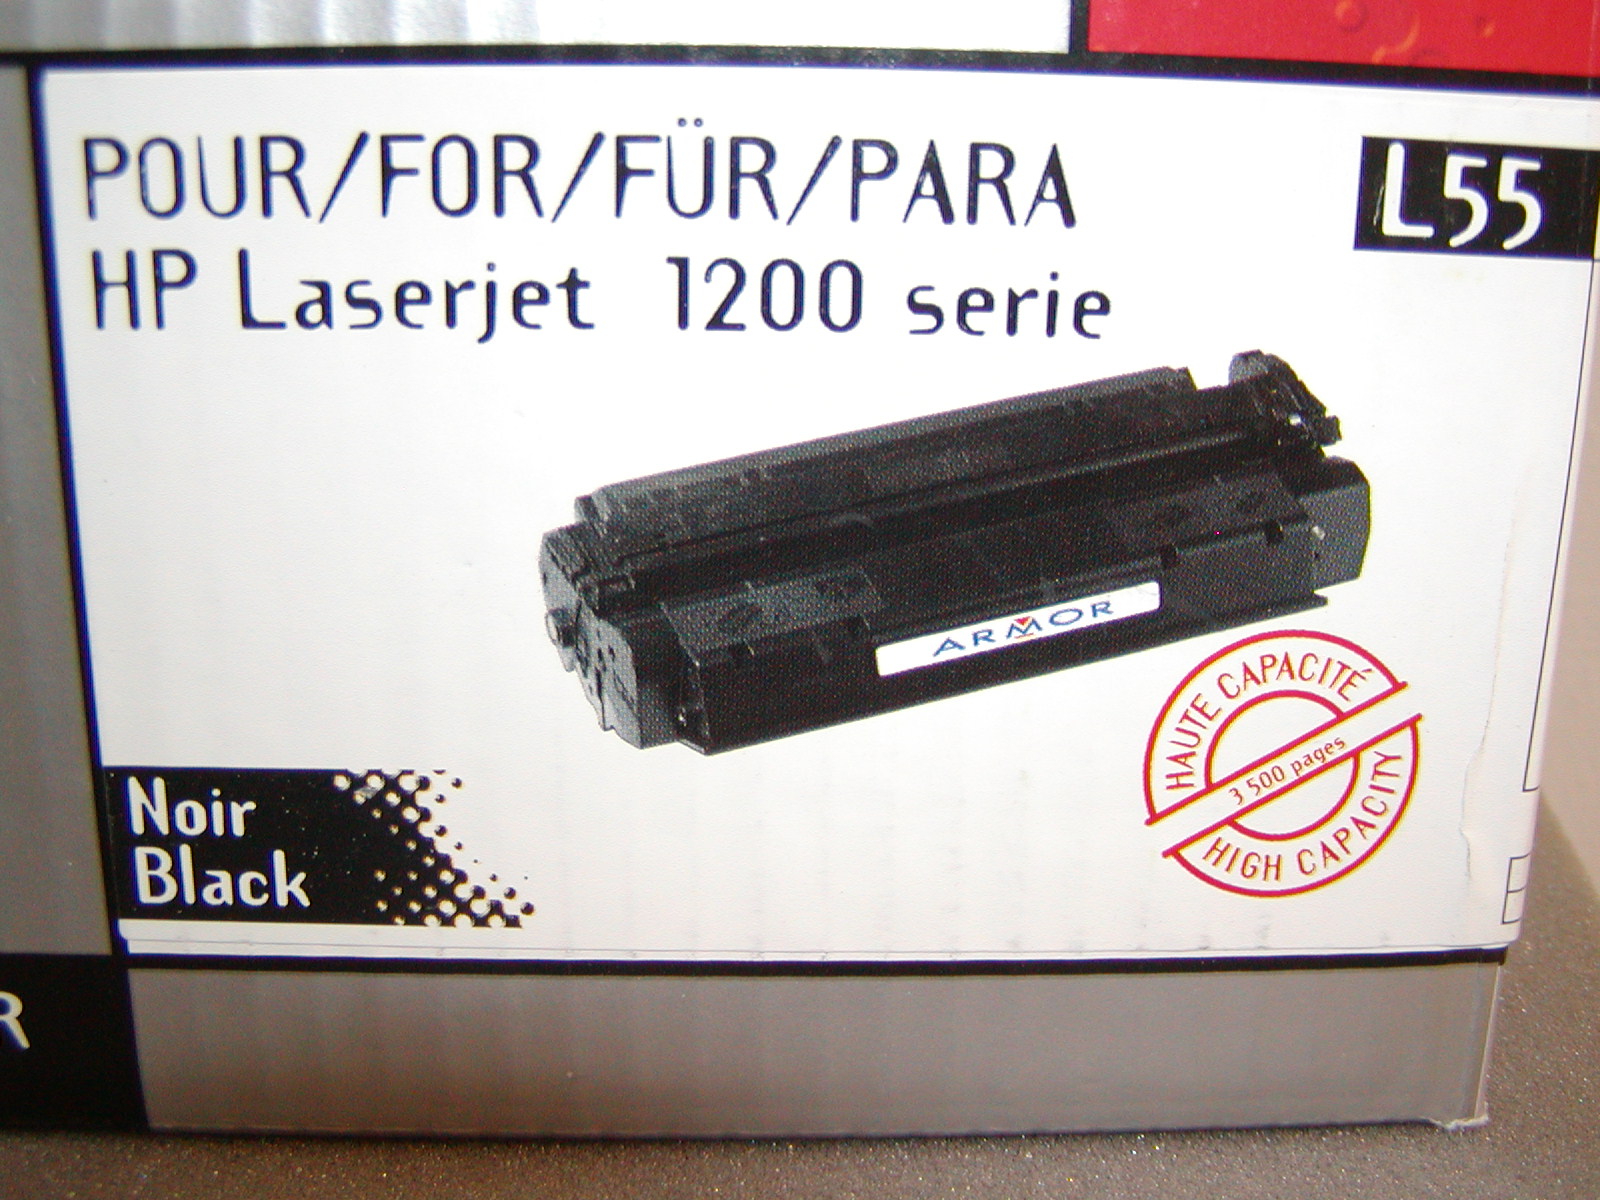 POUR/FOR/FÜR/PARA
L55
HP Laserjet 1200 serie
ARMOR
HAUTE CAPACITÉ
3 500 pages
HIGH CAPACITY
Noir
Black
R